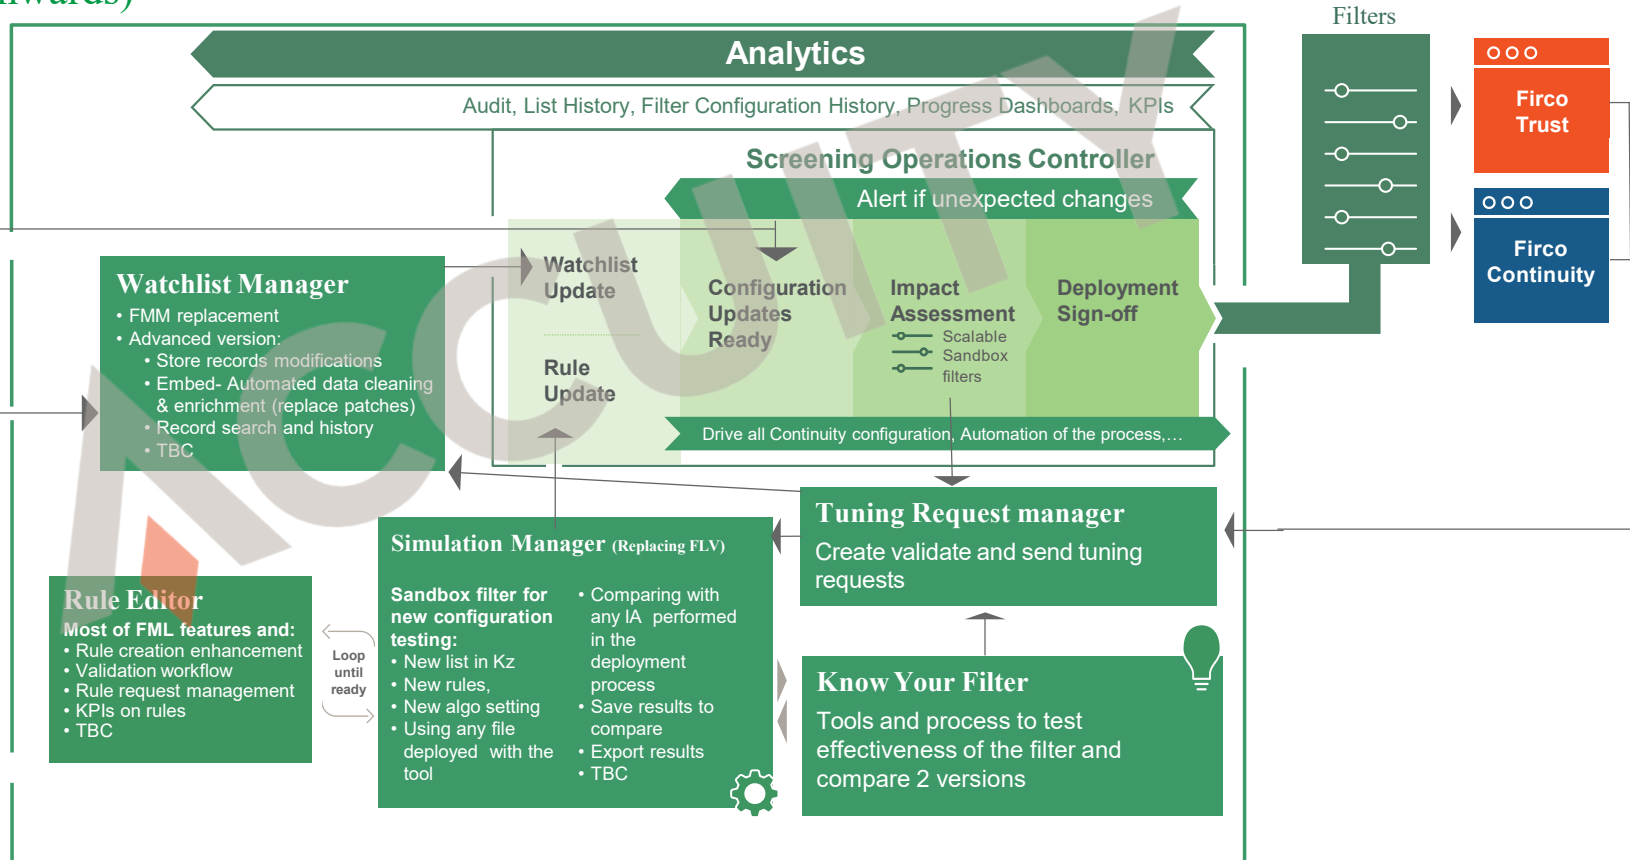 nwards)
Filters
Analytics
Audit, List History, Filter Configuration History, Progress Dashboards, KPIs
Screening Operations Controller
Alert if unexpected changes
Firco
Trust
Firco
Continuity
Watchlist Manager
• FMM replacement
• Advanced version:
• Store records modifications
• Embed- Automated data cleaning
& enrichment (replace patches)
• Record search and history
• TBC
Watchlist
Update
Rule
Update
Configuration
Updates
Ready
Impact
Assessment
Scalable
Sandbox
filters
Deployment
Sign-off
Drive all Continuity configuration, Automation of the process,…
Tuning Request manager
Create validate and send tuning
requests
Simulation Manager (Replacing FLV)
Sandbox filter for
new configuration
testing:
• New list in Kz
• New rules,
• New algo setting
• Using any file
deployed with the
tool
• Comparing with
any IA performed
in the
deployment
process
• Save results to
compare
• Export results
• TBC
Rule Editor
Most of FML features and:
• Rule creation enhancement
• Validation workflow
• Rule request management
• KPIs on rules
• TBC
Loop
until
ready
Know Your Filter
Tools and process to test
effectiveness of the filter and
compare 2 versions
ACCUITY